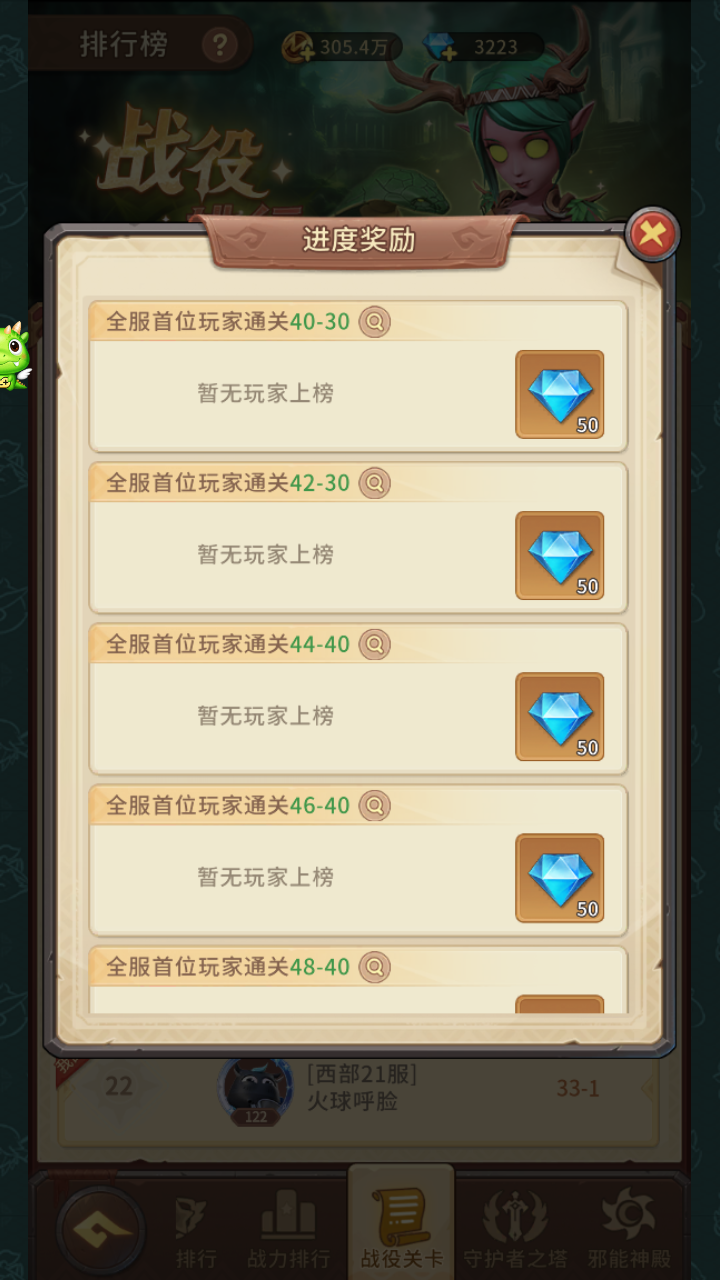 排行榜 ?
305.4万
3223
战役
进度奖励
全服首位玩家通关40-30
暂无玩家上榜
50
全服首位玩家通关42-30
暂无玩家上榜
50
全服首位玩家通关44-40
暂无玩家上榜
50
全服首位玩家通关46-40
暂无玩家上榜
50
全服首位玩家通关48-40
22
122
[西部21服]
火球呼脸
33-1
排行
战力排行
战役关卡
守护者之塔
邪能神殿